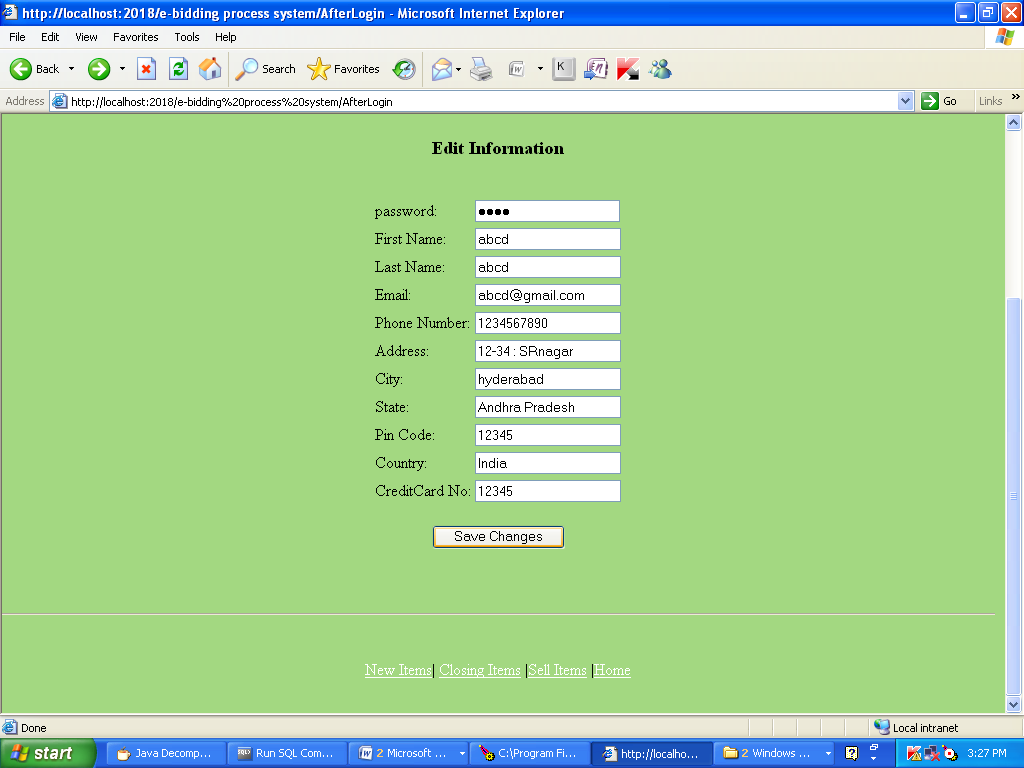 http://localhost:2018/e-bidding process system/AfterLogin - Microsoft Internet Explorer
File Edit View Favorites Tools Help
Back Search Favorites W K
Address http://localhost:2018/e-bidding%20process%20system/AfterLogin Go Links »
Edit Information
password: ●●●●
First Name: abcd
Last Name: abcd
Email: abcd@gmail.com
Phone Number: 1234567890
Address: 12-34 : SRnagar
City: hyderabad
State: Andhra Pradesh
Pin Code: 12345
Country: India
CreditCard No: 12345
Save Changes
New Items| Closing Items |Sell Items |Home
Done Local intranet
start Java Decomp... Run SQL Com... 2 Microsoft ... C:\Program Fi... http://localho... 2 Windows ... 3:27 PM